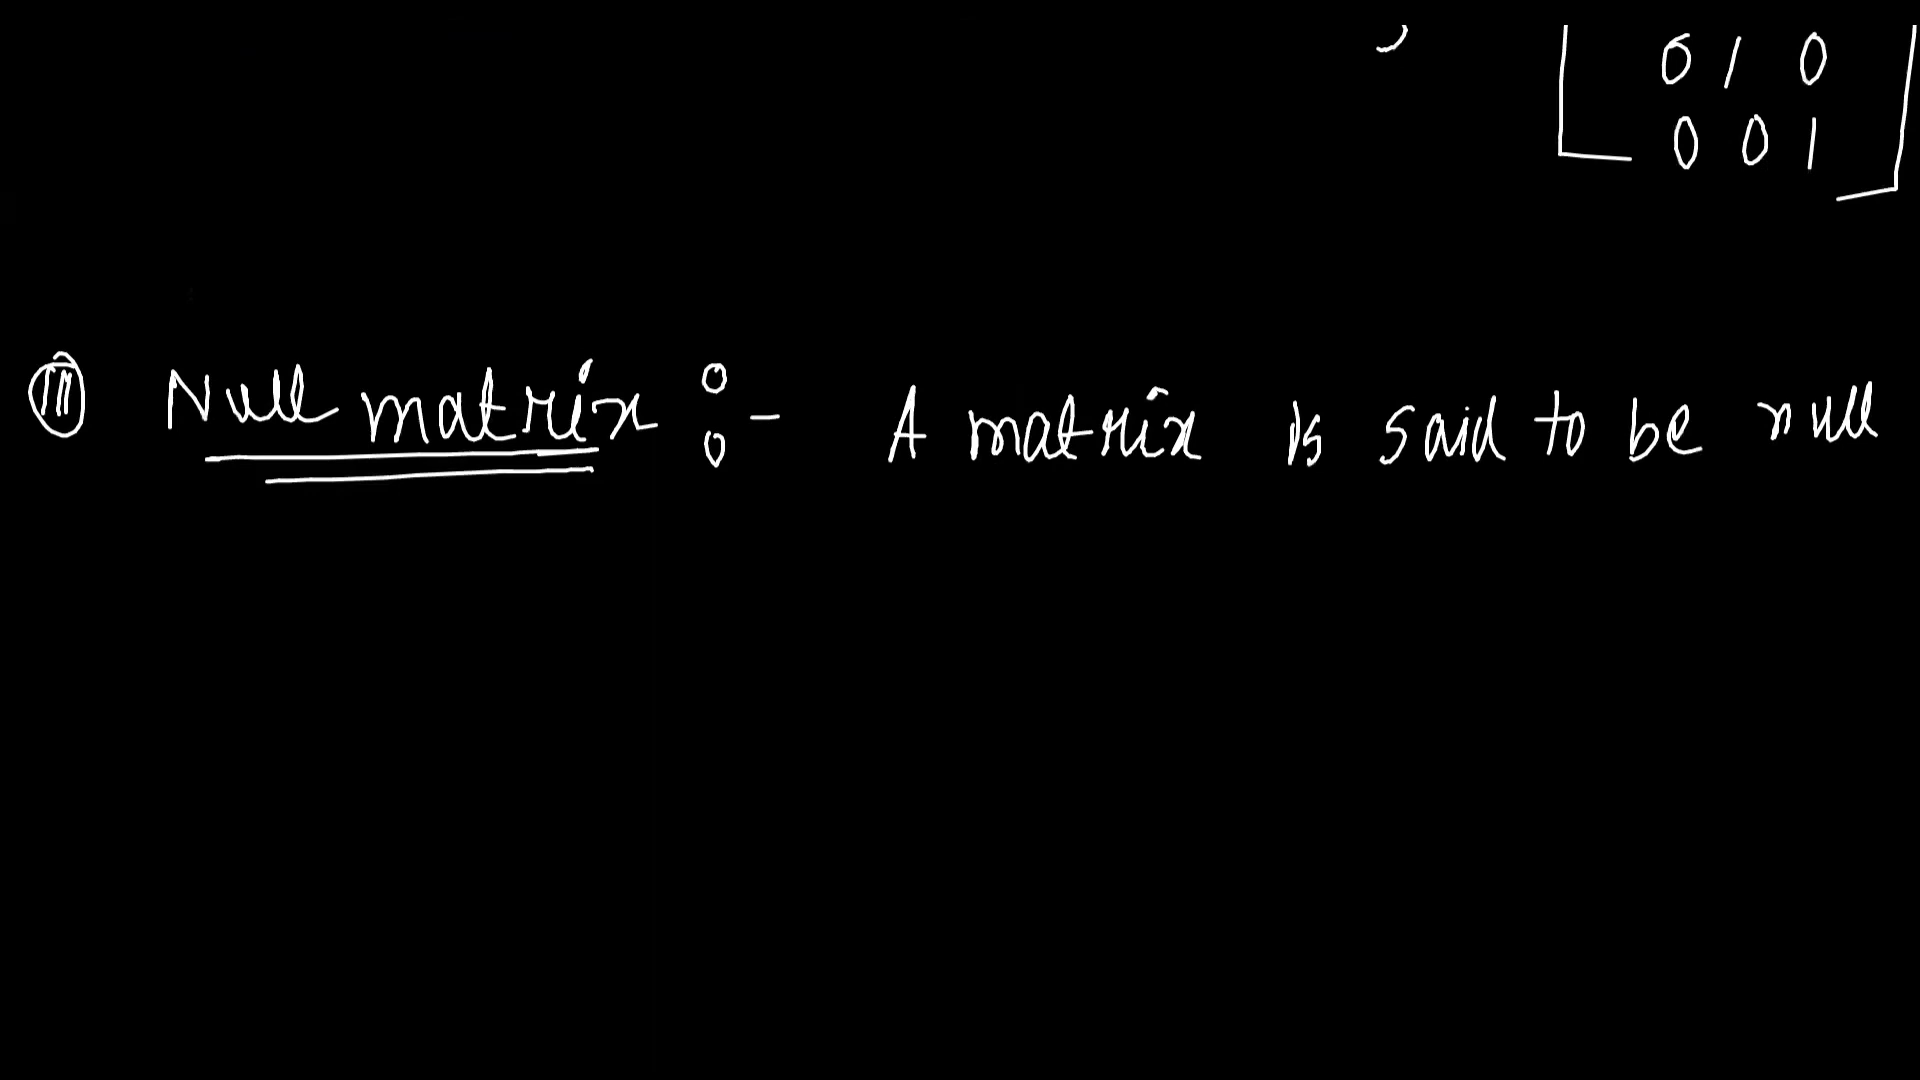 , 0 1 0
0 0 1
(iii) Null matrix :- A matrix is said to be null